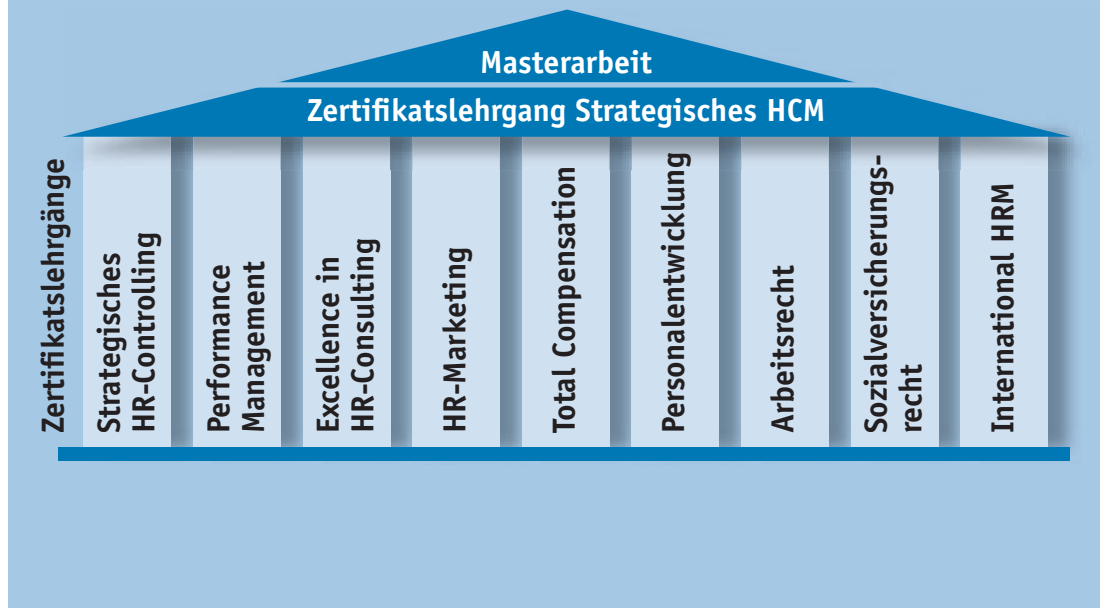 Masterarbeit
Zertifikatslehrgang Strategisches HCM
Zertifikatslehrgänge
Strategisches
HR-Controlling
Performance
Management
Excellence in
HR-Consulting
HR-Marketing
Total Compensation
Personalentwicklung
Arbeitsrecht
Sozialversicherungs-
recht
International HRM